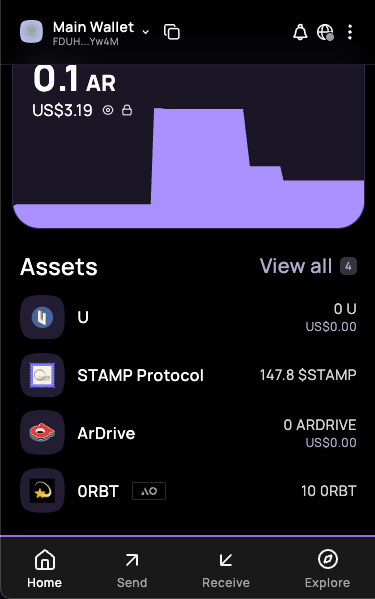 Main Wallet
FDUH...Yw4M
0.1 AR
US$3.19
Assets
View all 4
U
0 U
US$0.00
STAMP Protocol
147.8 $STAMP
ArDrive
0 ARDRIVE
US$0.00
0RBT AO
10 0RBT
Home
Send
Receive
Explore